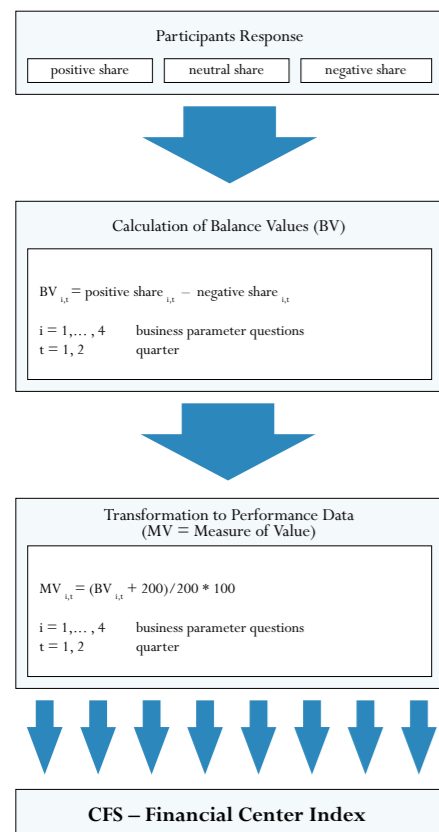 Participants Response
positive share neutral share negative share
Calculation of Balance Values (BV)
BV i,t = positive share i,t – negative share i,t
i = 1,… , 4 business parameter questions
t = 1, 2 quarter
Transformation to Performance Data
(MV = Measure of Value)
MV i,t = (BV i,t + 200)/200 * 100
i = 1,… , 4 business parameter questions
t = 1, 2 quarter
CFS – Financial Center Index